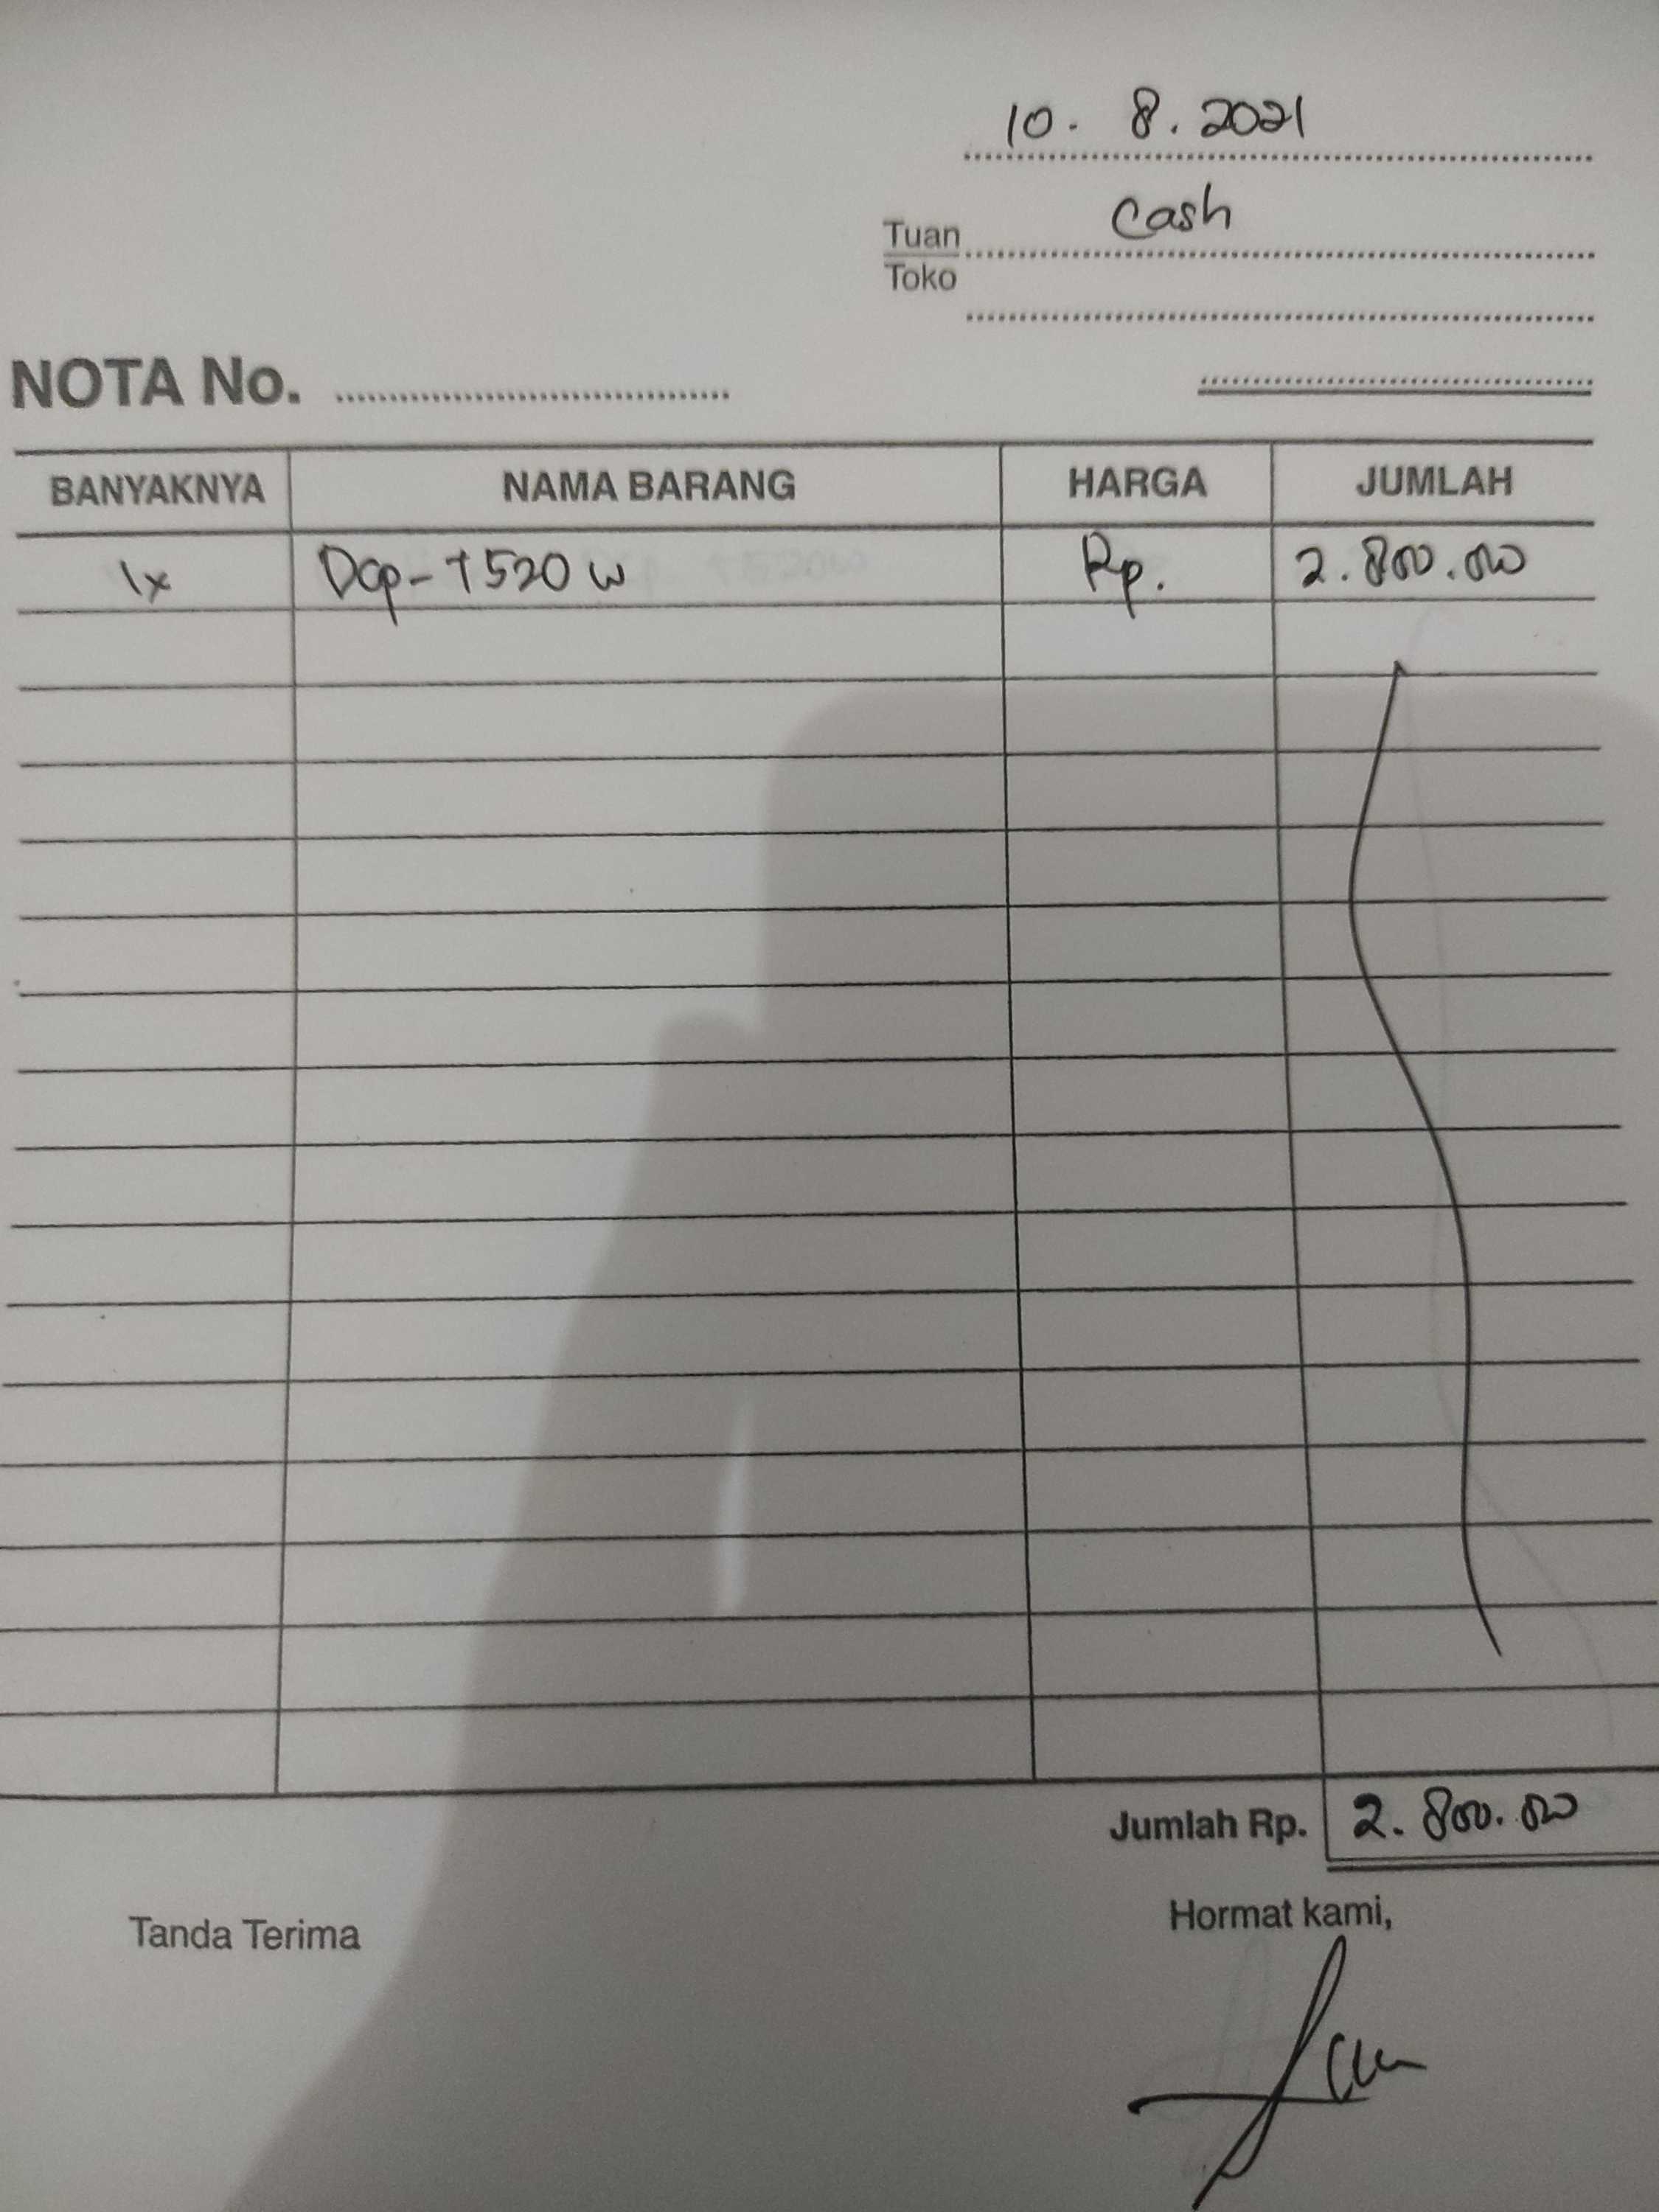 10. 8. 2021
Tuan Cash
Toko
NOTA No.
BANYAKNYA NAMA BARANG HARGA JUMLAH
1x Dcp-T520w Rp. 2.800.000
Jumlah Rp. 2.800.000
Tanda Terima Hormat kami,